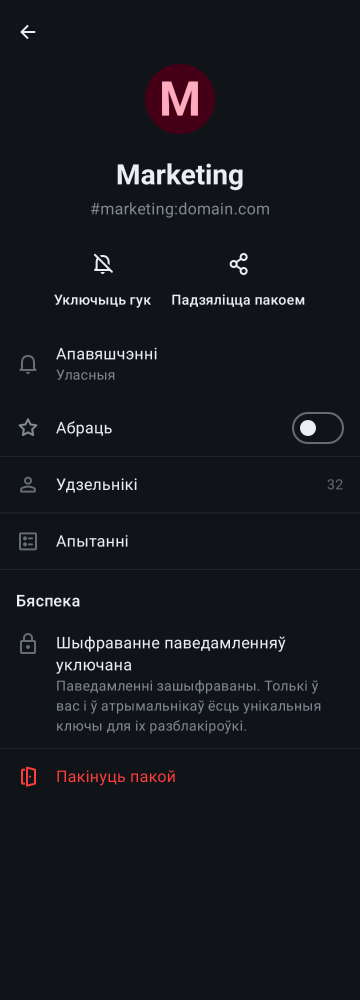 M
Marketing
#marketing:domain.com
Уключыць гук
Падзяліцца пакоем
Апавяшчэнні
Уласныя
Абраць
Удзельнікі
32
Апытанні
Бяспека
Шыфраванне паведамленняў
уключана
Паведамленні зашыфраваны. Толькі ў
вас і ў атрымальнікаў ёсць унікальныя
ключы для іх разблакіроўкі.
Пакінуць пакой